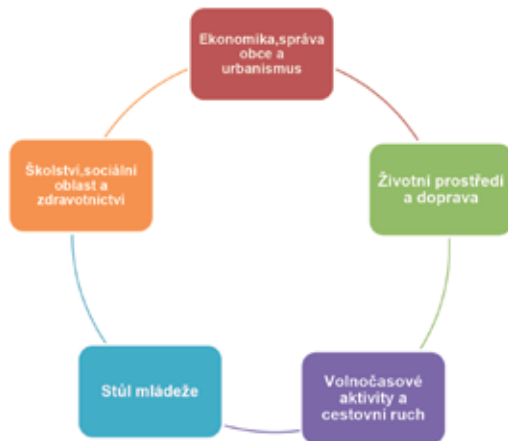 Ekonomika,správa
obce a
urbanismus
Životní prostředí
a doprava
Volnočasové
aktivity a
cestovní ruch
Stůl mládeže
Školství,sociální
oblast a
zdravotnictví